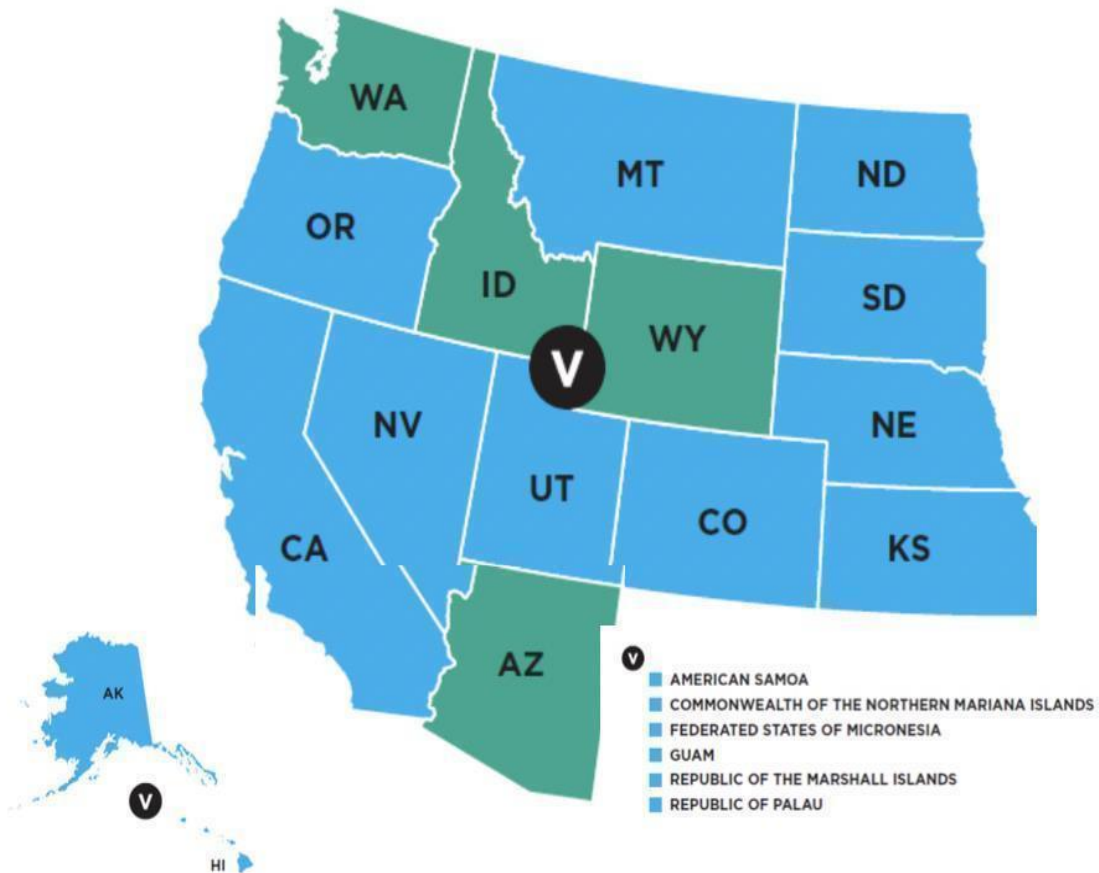 WA
MT
ND
OR
ID
SD
WY
V
NV
NE
UT
CO
CA
KS
AZ
V
AMERICAN SAMOA
COMMONWEALTH OF THE NORTHERN MARIANA ISLANDS
FEDERATED STATES OF MICRONESIA
GUAM
REPUBLIC OF THE MARSHALL ISLANDS
REPUBLIC OF PALAU
AK
V
HI